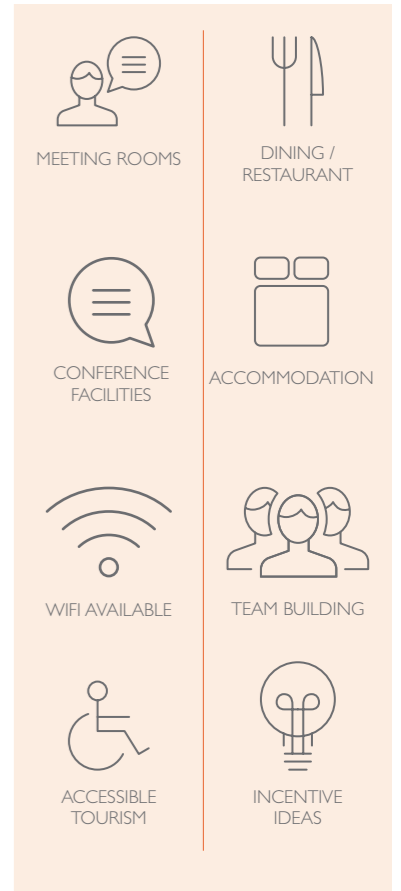 MEETING ROOMS
DINING /
RESTAURANT
CONFERENCE
FACILITIES
ACCOMMODATION
WIFI AVAILABLE
TEAM BUILDING
ACCESSIBLE
TOURISM
INCENTIVE
IDEAS